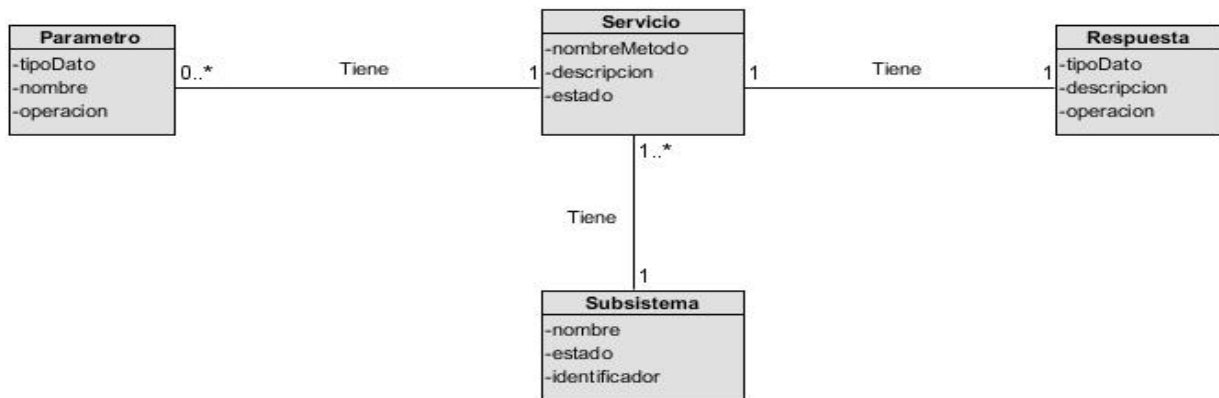 Parametro
-tipoDato
-nombre
-operacion
0..*
Tiene
1
Servicio
-nombreMetodo
-descripcion
-estado
1
Tiene
1
Respuesta
-tipoDato
-descripcion
-operacion
1..*
Tiene
1
Subsistema
-nombre
-estado
-identificador